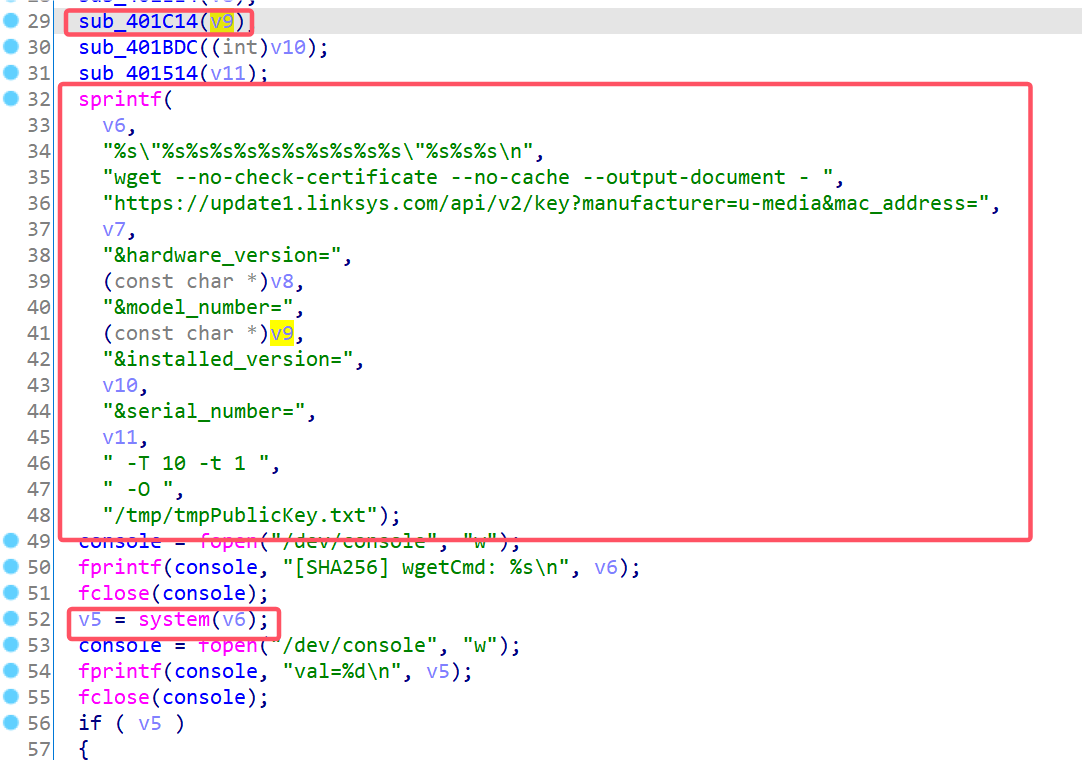 29 sub_401C14(v9);
30 sub_401BDC((int)v10);
31 sub_401514(v11);
32 sprintf(
33 v6,
34 "%s\"%s%s%s%s%s%s%s%s%s%s\"%s%s%s\n",
35 "wget --no-check-certificate --no-cache --output-document - ",
36 "https://update1.linksys.com/api/v2/key?manufacturer=u-media&mac_address=",
37 v7,
38 "&hardware_version=",
39 (const char *)v8,
40 "&model_number=",
41 (const char *)v9,
42 "&installed_version=",
43 v10,
44 "&serial_number=",
45 v11,
46 " -T 10 -t 1 ",
47 " -O ",
48 "/tmp/tmpPublicKey.txt");
49 console = fopen("/dev/console", "w");
50 fprintf(console, "[SHA256] wgetCmd: %s\n", v6);
51 fclose(console);
52 v5 = system(v6);
53 console = fopen("/dev/console", "w");
54 fprintf(console, "val=%d\n", v5);
55 fclose(console);
56 if ( v5 )
57 {